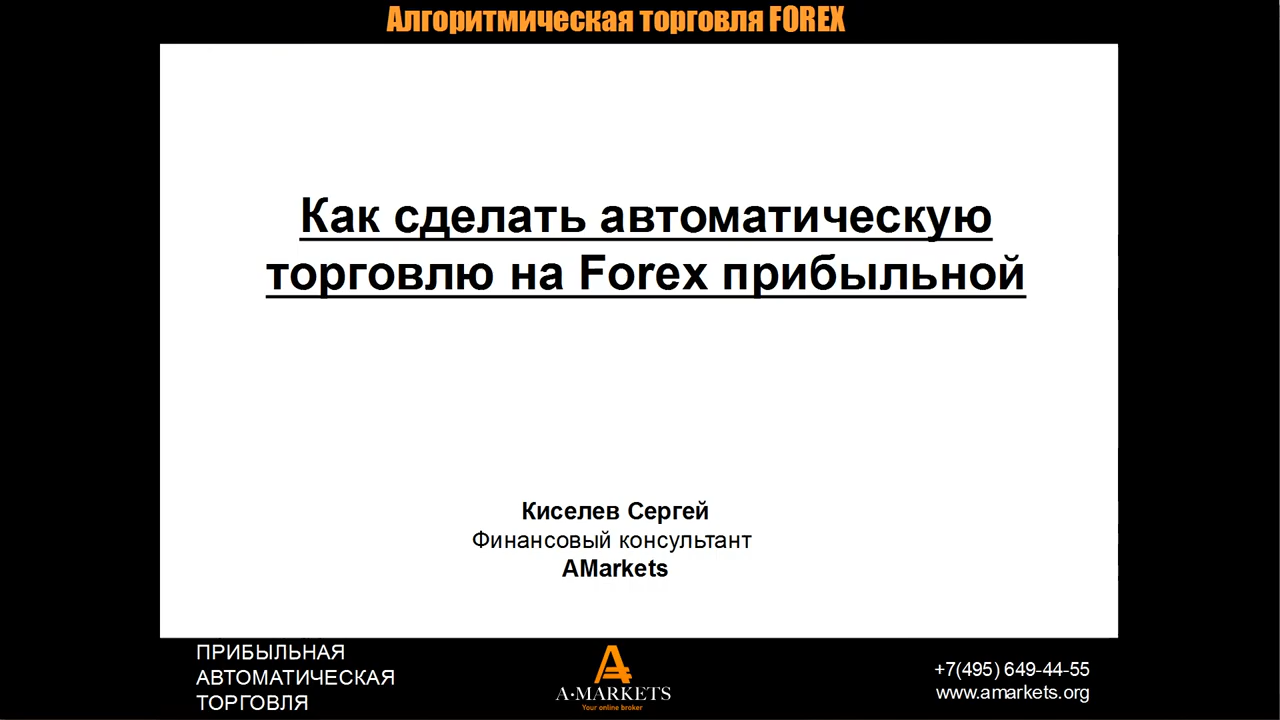 Алгоритмическая торговля FOREX
Как сделать автоматическую
торговлю на Forex прибыльной
Киселев Сергей
Финансовый консультант
AMarkets
ПРИБЫЛЬНАЯ
АВТОМАТИЧЕСКАЯ
ТОРГОВЛЯ
A·MARKETS
Your online broker
+7(495) 649-44-55
www.amarkets.org